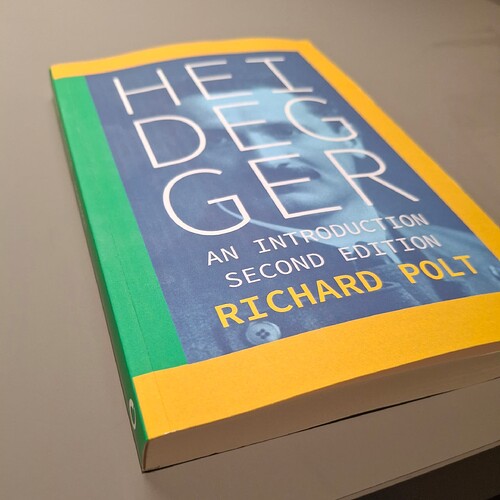 HEI
DEG
GER
AN INTRODUCTION
SECOND EDITION
RICHARD POLT